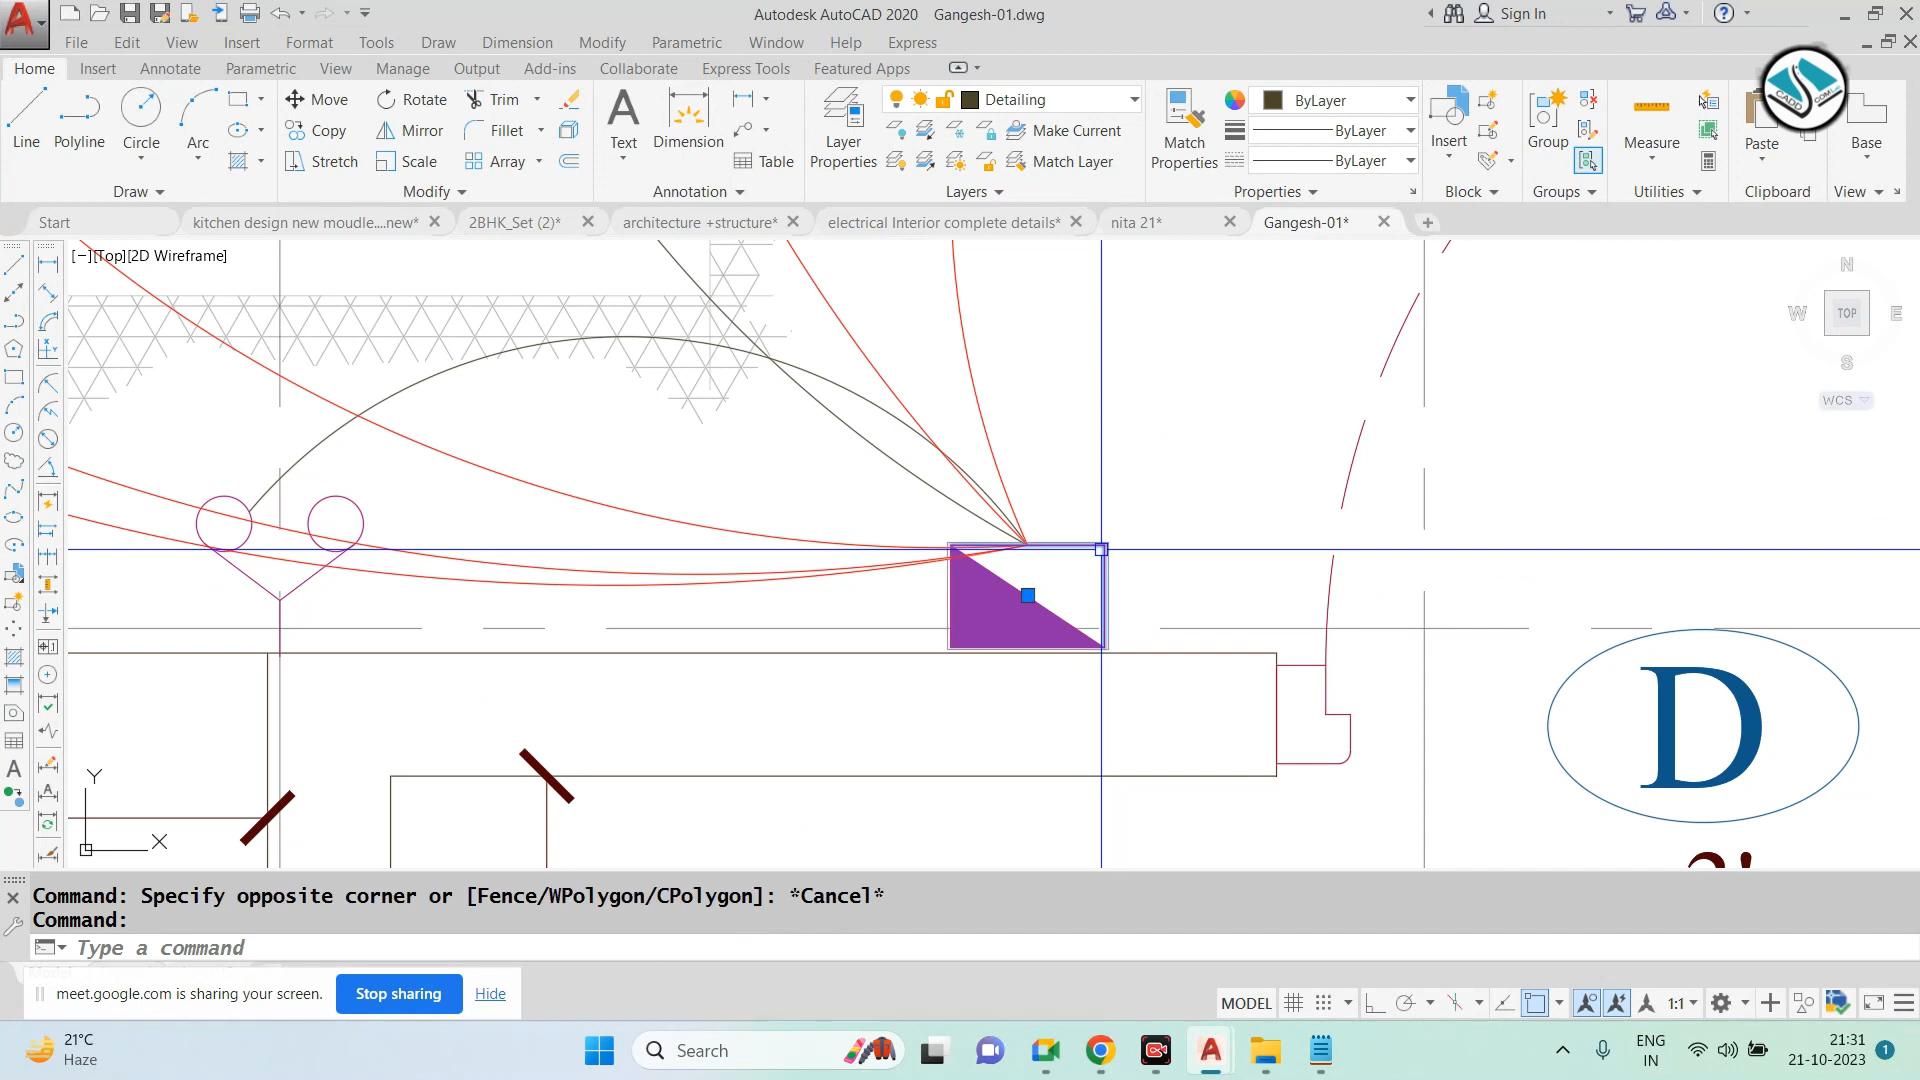 Autodesk AutoCAD 2020 Gangesh-01.dwg
Sign In
File Edit View Insert Format Tools Draw Dimension Modify Parametric Window Help Express
Home Insert Annotate Parametric View Manage Output Add-ins Collaborate Express Tools Featured Apps
Line Polyline Circle Arc
Move Rotate Trim
Copy Mirror Fillet
Stretch Scale Array
Text Dimension Table
Layer Properties
Detailing
Make Current
Match Layer
Match Properties
ByLayer
ByLayer
ByLayer
Insert Group Measure Paste Base
CADD
Draw Modify Annotation Layers Properties Block Groups Utilities Clipboard View
Start kitchen design new moudle....new* 2BHK_Set (2)* architecture +structure* electrical Interior complete details* nita 21* Gangesh-01*
[−][Top][2D Wireframe]
N
W TOP E
S
WCS
D
Y
X
Command: Specify opposite corner or [Fence/WPolygon/CPolygon]: *Cancel*
Command:
Type a command
meet.google.com is sharing your screen. Stop sharing Hide
MODEL 1:1
21°C
Haze
Search
ENG
IN
21:31
21-10-2023
1